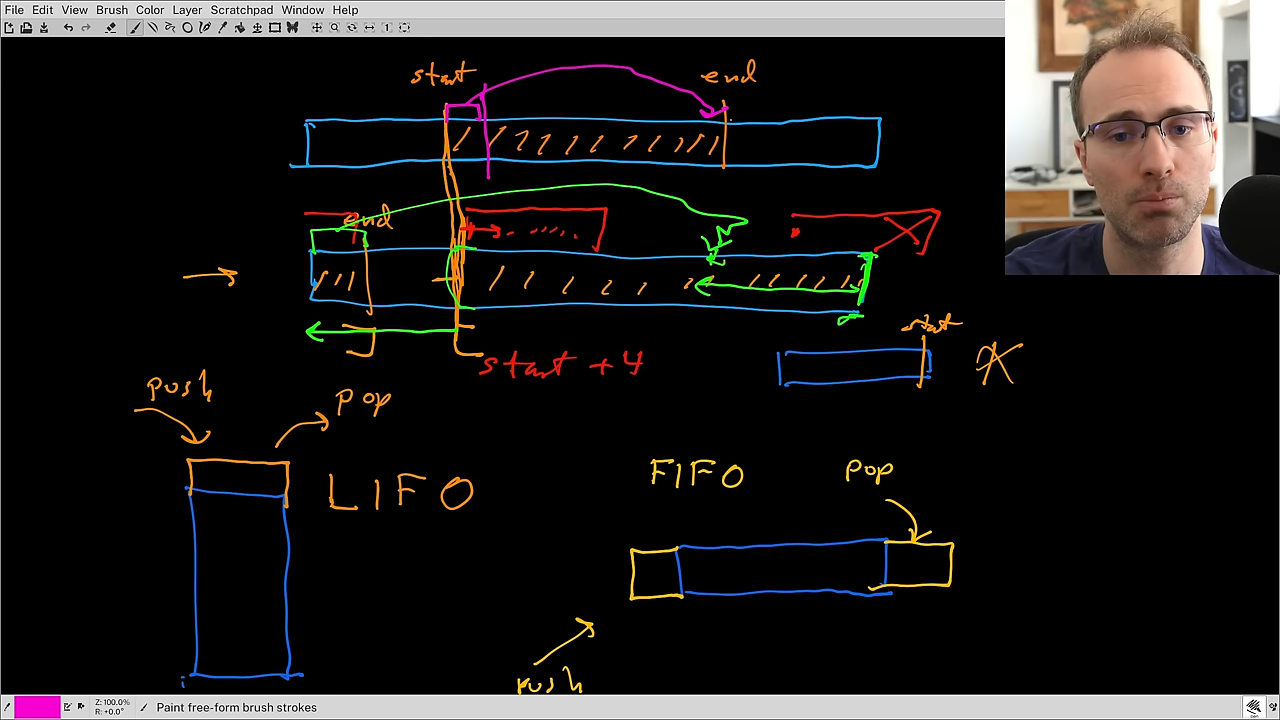 File Edit View Brush Color Layer Scratchpad Window Help
start
end
end
start + 4
start
push
pop
LIFO
FIFO
pop
push
Z: 100.0%
R: +0.0°
Paint free-form brush strokes